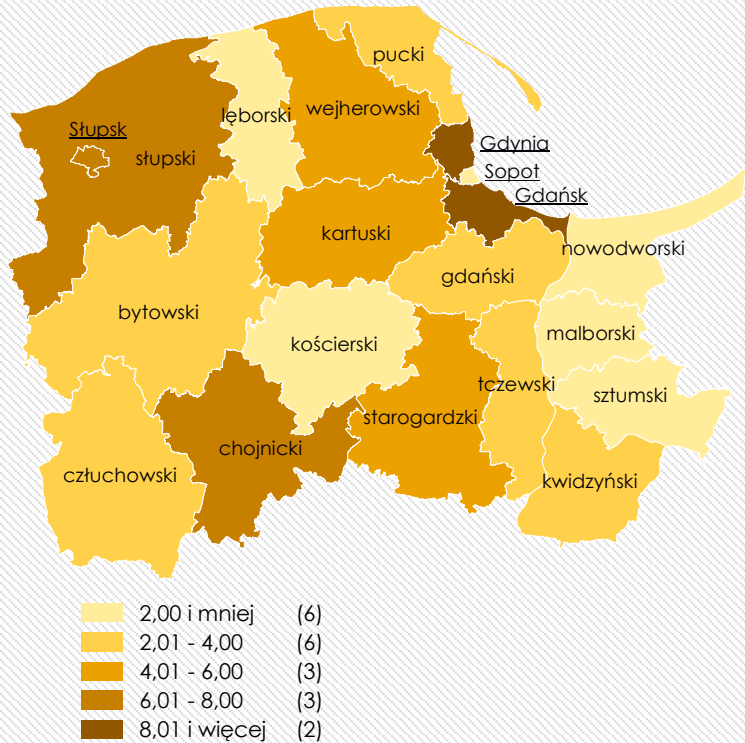 pucki
lęborski
wejherowski
Słupsk
słupski
Gdynia
Sopot
Gdańsk
kartuski
nowodworski
gdański
bytowski
kościerski
malborski
tczewski
sztumski
starogardzki
chojnicki
człuchowski
kwidzyński
2,00 i mniej (6)
2,01 - 4,00 (6)
4,01 - 6,00 (3)
6,01 - 8,00 (3)
8,01 i więcej (2)